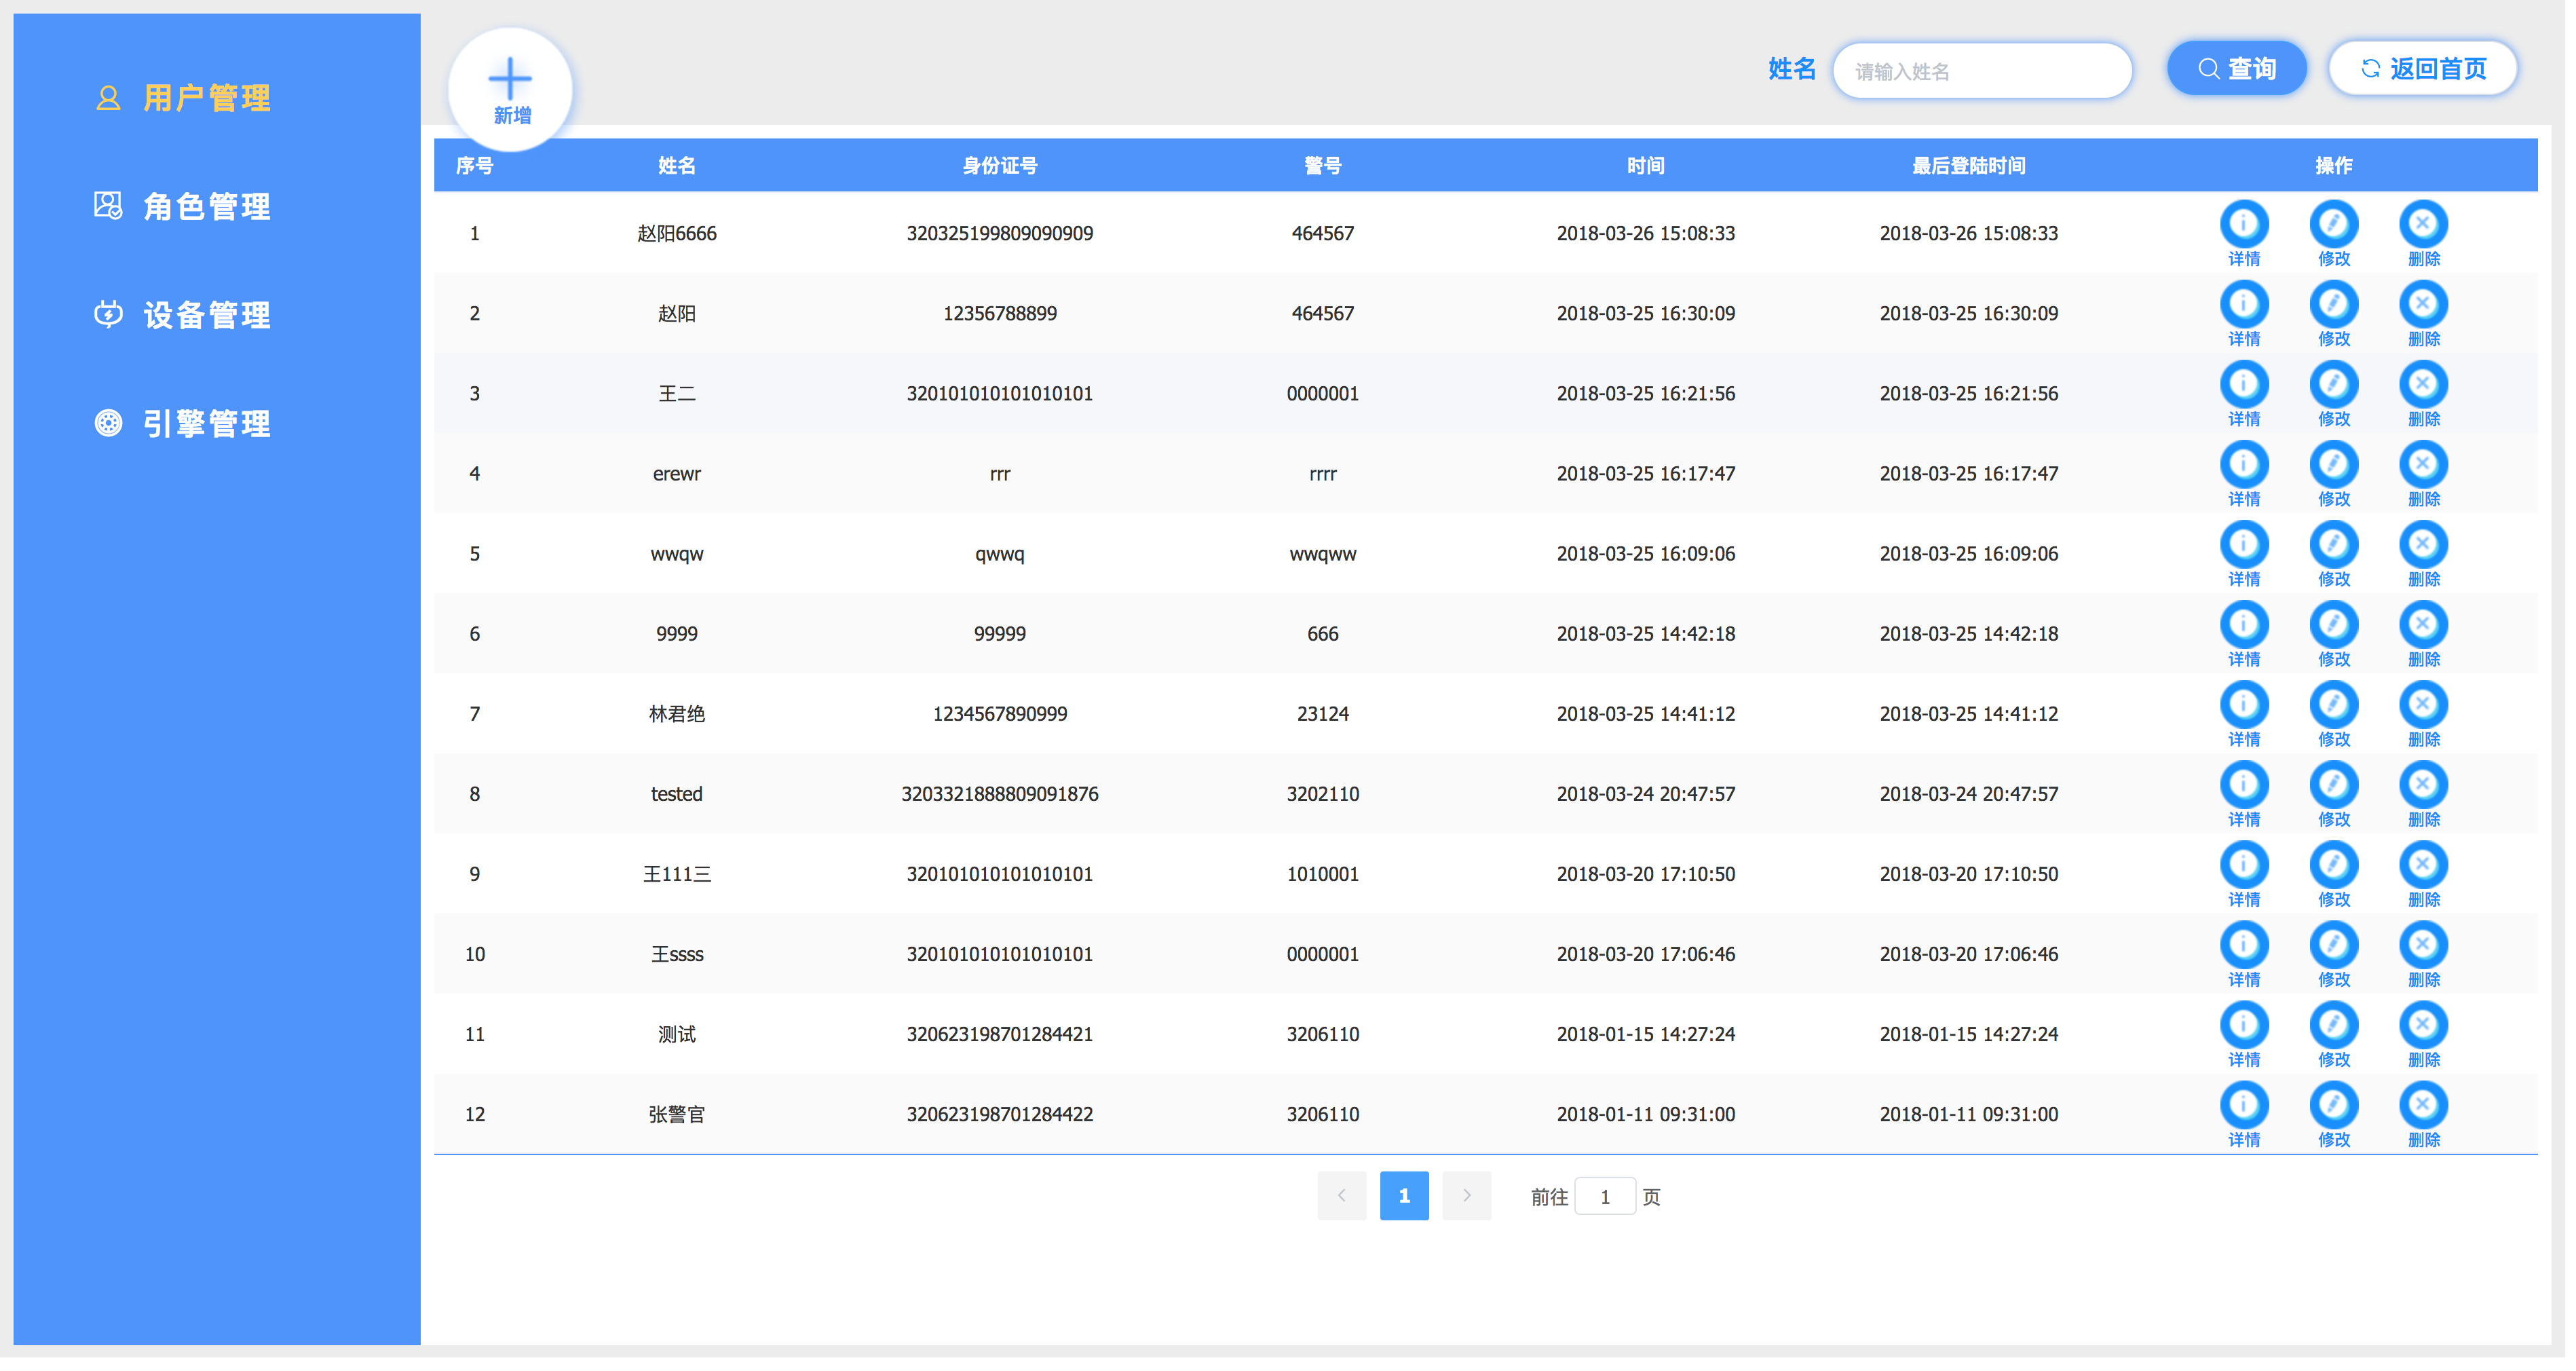 用户管理
角色管理
设备管理
引擎管理
新增
姓名 请输入姓名 查询 返回首页
序号 姓名 身份证号 警号 时间 最后登陆时间 操作
1 赵阳6666 320325199809090909 464567 2018-03-26 15:08:33 2018-03-26 15:08:33 详情 修改 删除
2 赵阳 12356788899 464567 2018-03-25 16:30:09 2018-03-25 16:30:09 详情 修改 删除
3 王二 320101010101010101 0000001 2018-03-25 16:21:56 2018-03-25 16:21:56 详情 修改 删除
4 erewr rrr rrrr 2018-03-25 16:17:47 2018-03-25 16:17:47 详情 修改 删除
5 wwqw qwwq wwqww 2018-03-25 16:09:06 2018-03-25 16:09:06 详情 修改 删除
6 9999 99999 666 2018-03-25 14:42:18 2018-03-25 14:42:18 详情 修改 删除
7 林君绝 1234567890999 23124 2018-03-25 14:41:12 2018-03-25 14:41:12 详情 修改 删除
8 tested 3203321888809091876 3202110 2018-03-24 20:47:57 2018-03-24 20:47:57 详情 修改 删除
9 王111三 320101010101010101 1010001 2018-03-20 17:10:50 2018-03-20 17:10:50 详情 修改 删除
10 王ssss 320101010101010101 0000001 2018-03-20 17:06:46 2018-03-20 17:06:46 详情 修改 删除
11 测试 320623198701284421 3206110 2018-01-15 14:27:24 2018-01-15 14:27:24 详情 修改 删除
12 张警官 320623198701284422 3206110 2018-01-11 09:31:00 2018-01-11 09:31:00 详情 修改 删除
1 前往 1 页